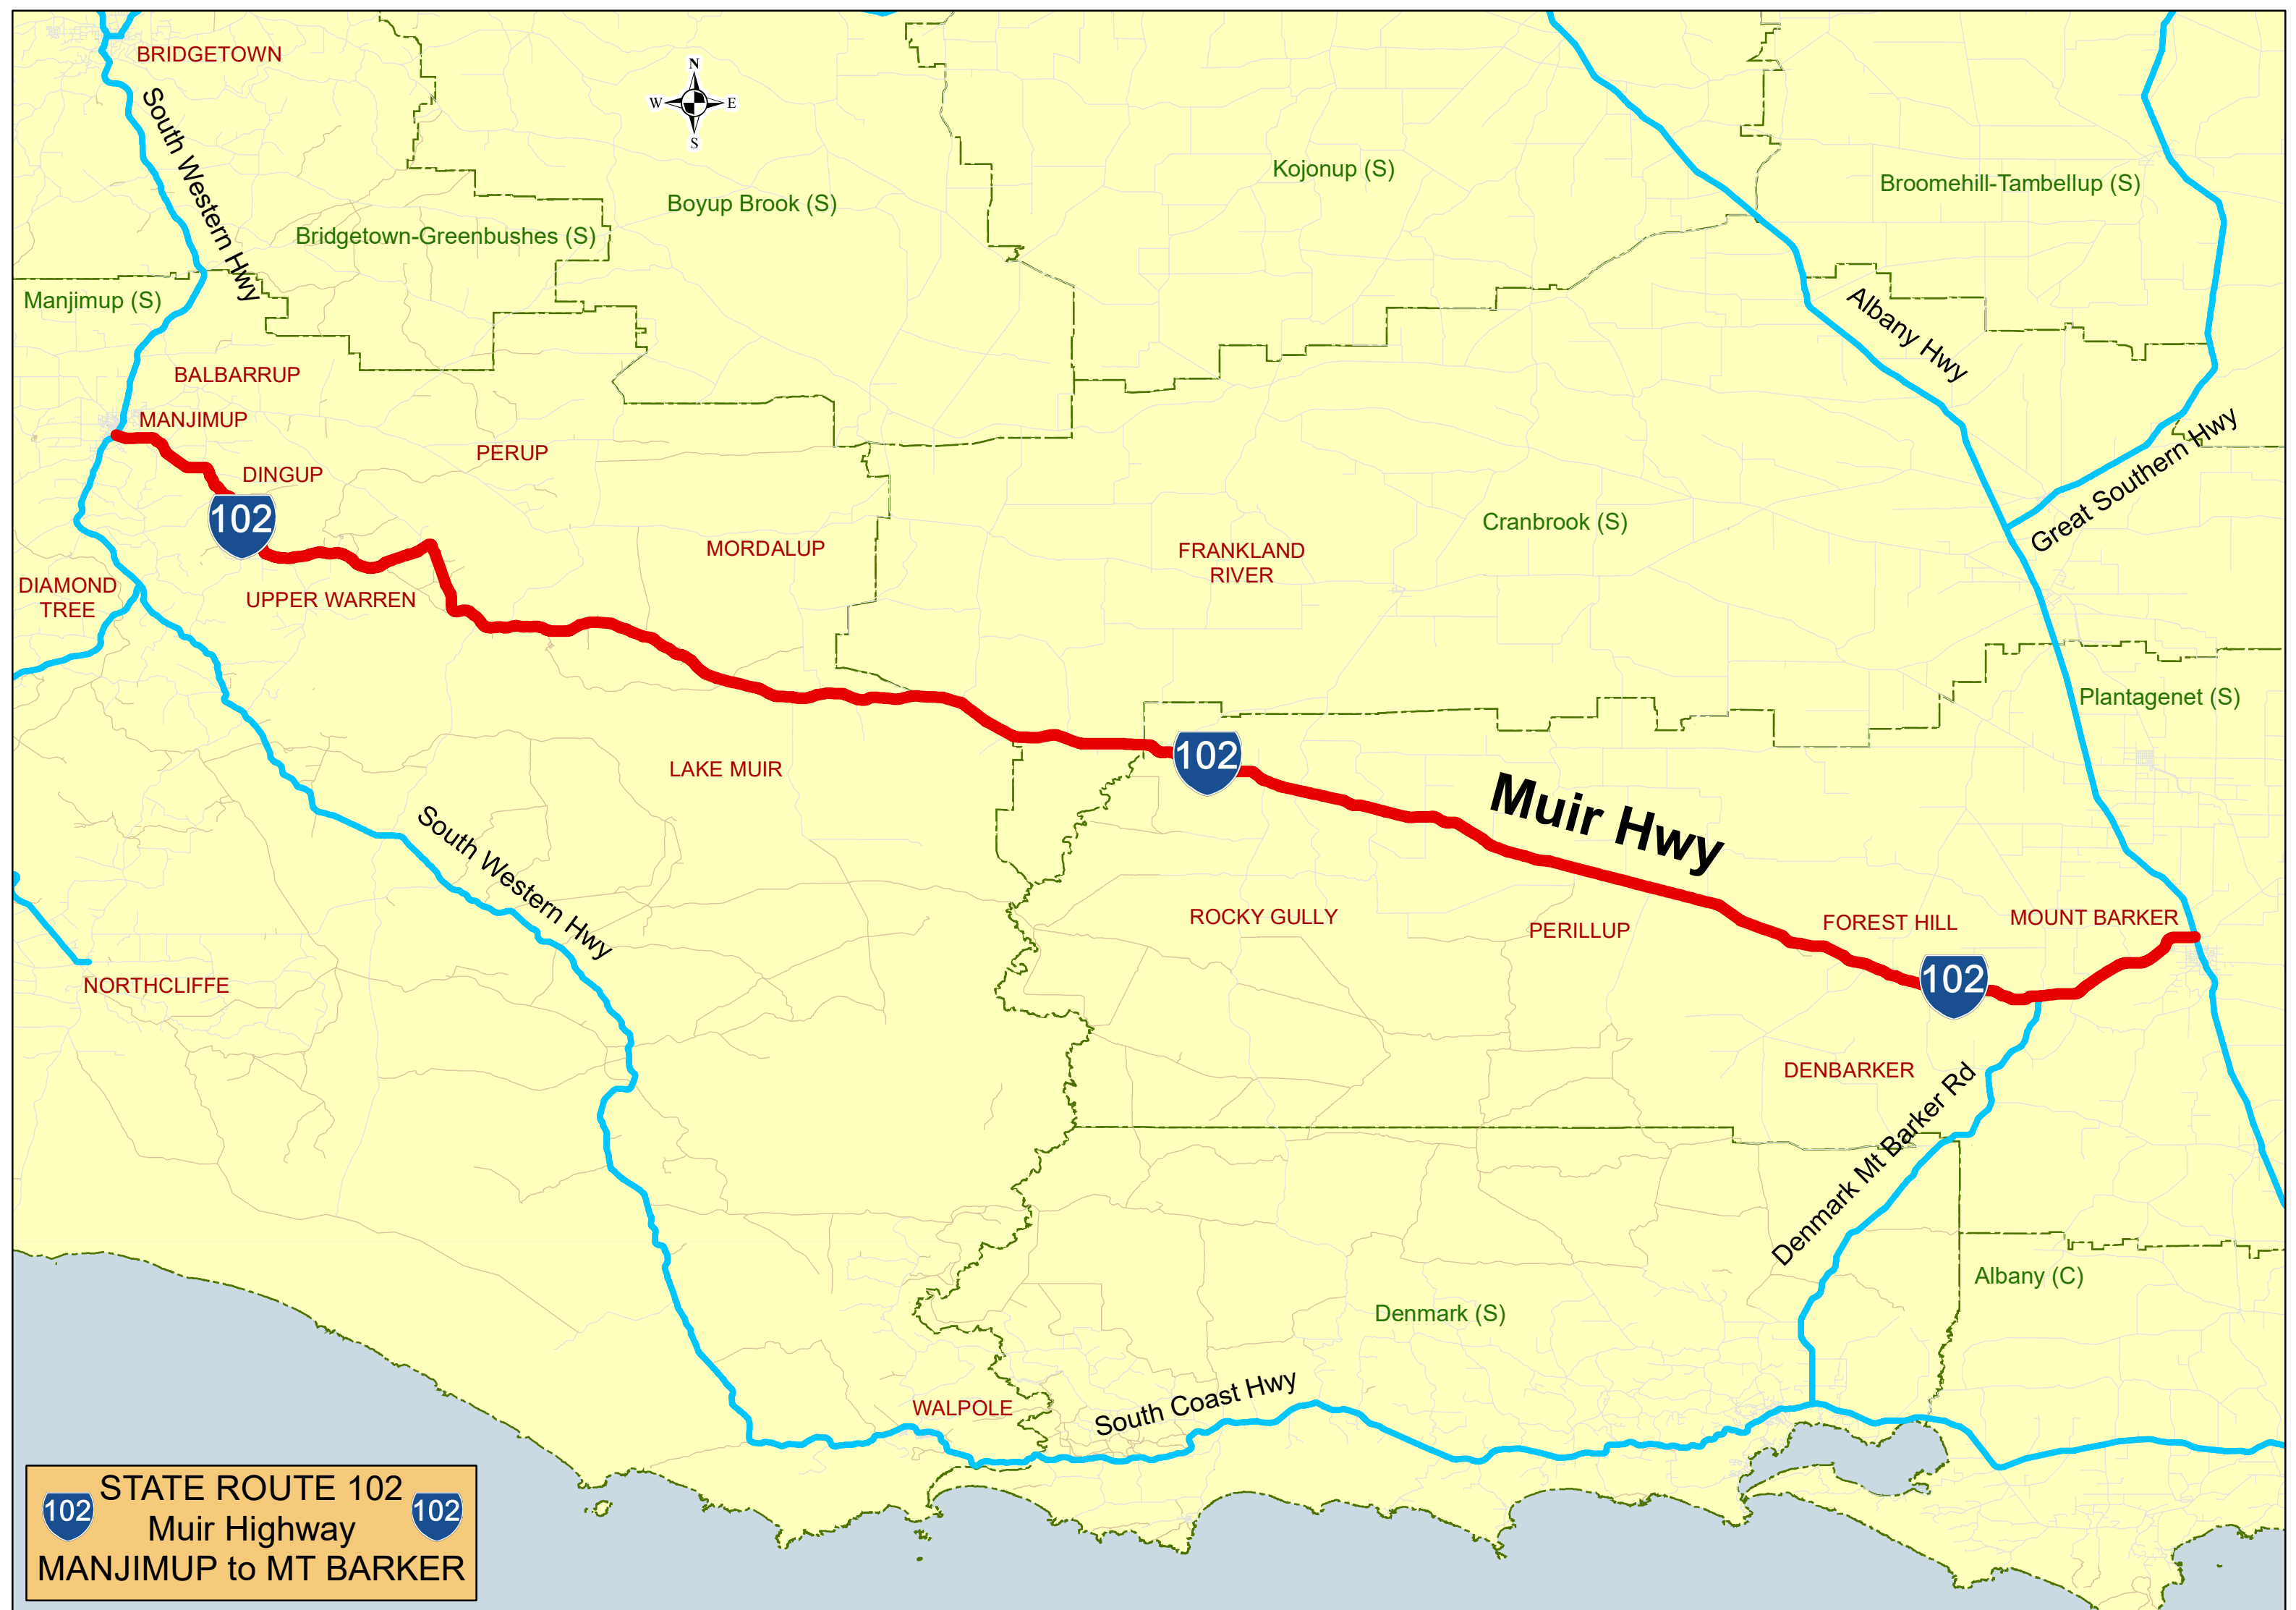 BRIDGETOWN
South Western Hwy
N
W
E
S
Boyup Brook (S)
Kojonup (S)
Broomehill-Tambellup (S)
Bridgetown-Greenbushes (S)
Manjimup (S)
Albany Hwy
BALBARRUP
MANJIMUP
PERUP
DINGUP
102
Great Southern Hwy
Cranbrook (S)
MORDALUP
FRANKLAND
RIVER
DIAMOND
TREE
UPPER WARREN
Plantagenet (S)
102
LAKE MUIR
Muir Hwy
South Western Hwy
ROCKY GULLY
PERILLUP
FOREST HILL
MOUNT BARKER
102
NORTHCLIFFE
DENBARKER
Denmark Mt Barker Rd
Albany (C)
Denmark (S)
South Coast Hwy
WALPOLE
STATE ROUTE 102
102
102
Muir Highway
MANJIMUP to MT BARKER